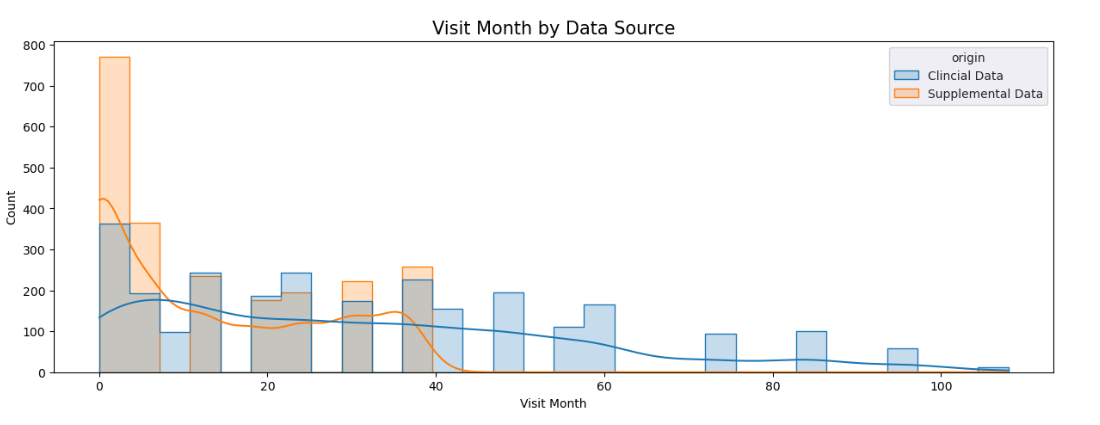 Visit Month by Data Source
origin
Clincial Data
Supplemental Data
Count
800
700
600
500
400
300
200
100
0
0 20 40 60 80 100
Visit Month